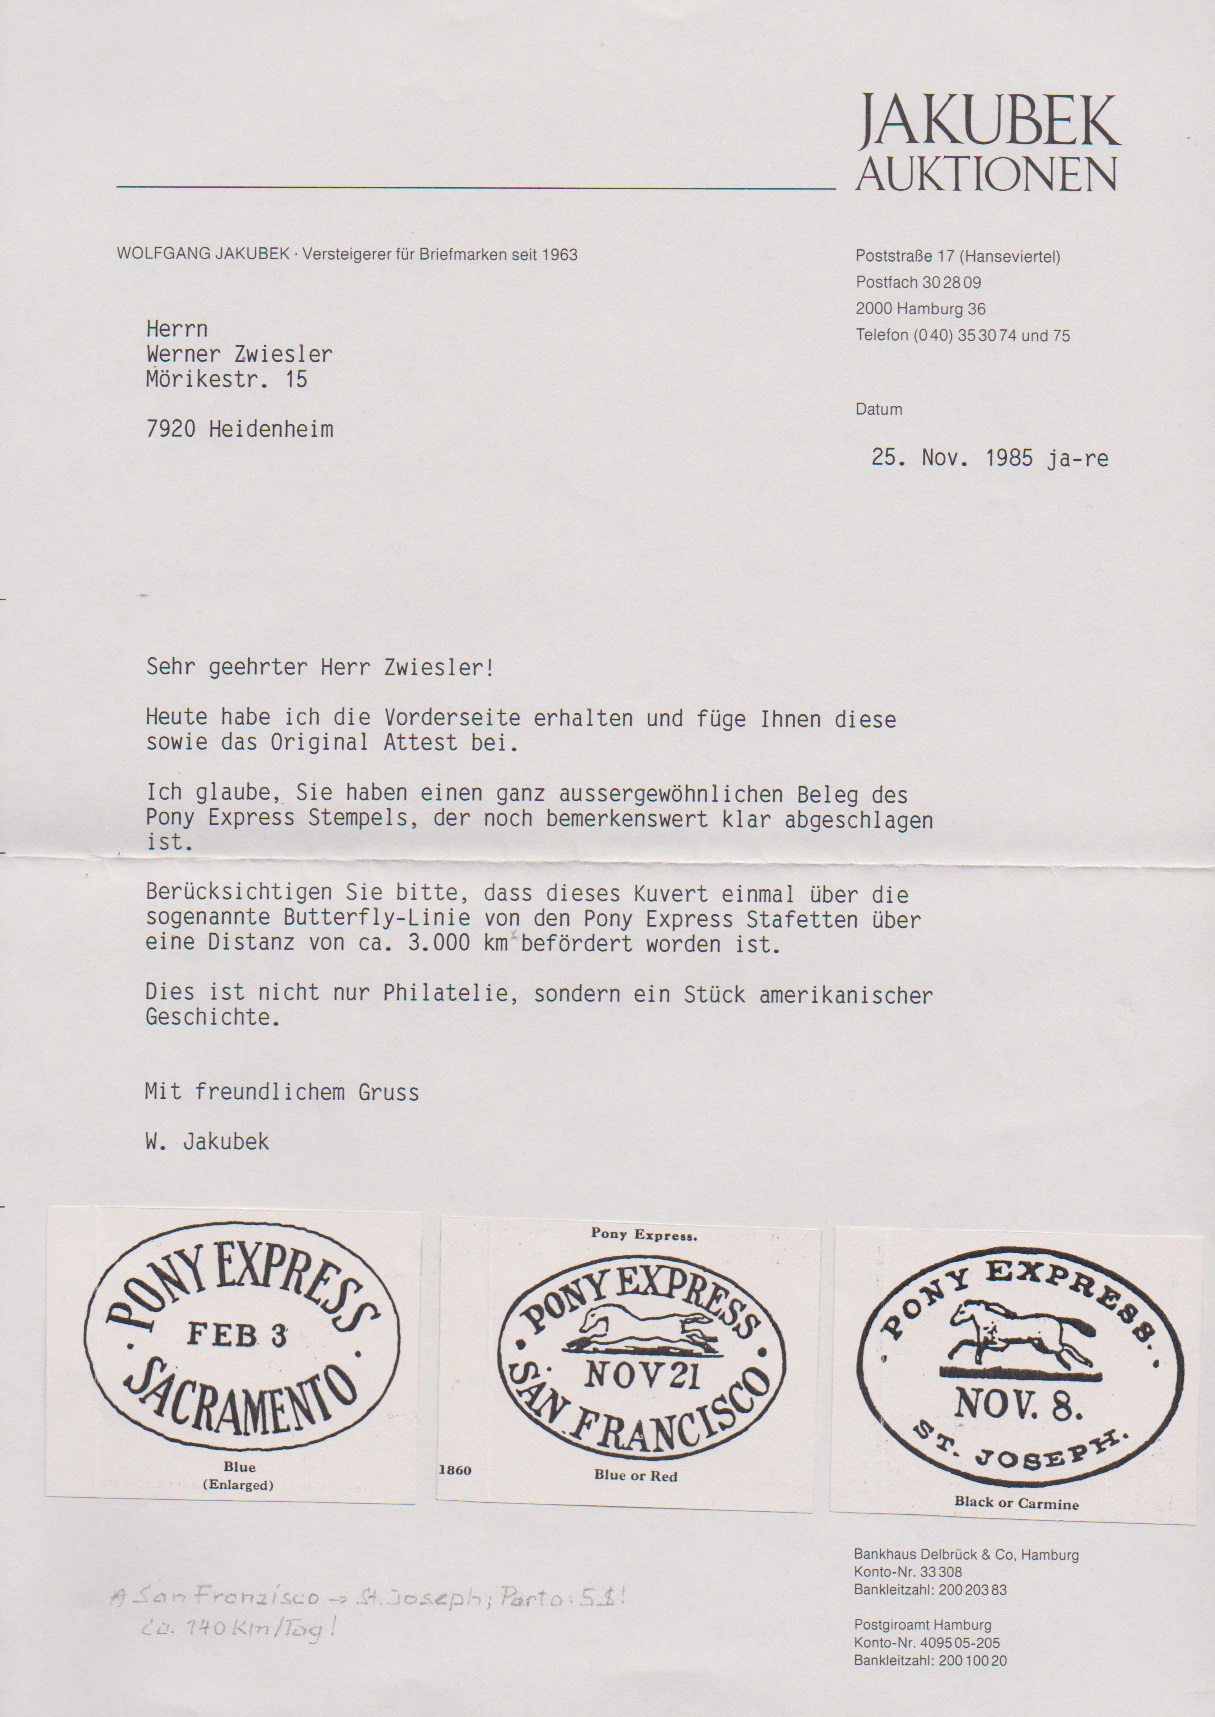 JAKUBEK
AUKTIONEN
WOLFGANG JAKUBEK · Versteigerer für Briefmarken seit 1963
Poststraße 17 (Hanseviertel)
Postfach 30 28 09
2000 Hamburg 36
Telefon (0 40) 35 30 74 und 75
Herrn
Werner Zwiesler
Mörikestr. 15
7920 Heidenheim
Datum
25. Nov. 1985 ja-re
Sehr geehrter Herr Zwiesler!
Heute habe ich die Vorderseite erhalten und füge Ihnen diese
sowie das Original Attest bei.
Ich glaube, Sie haben einen ganz aussergewöhnlichen Beleg des
Pony Express Stempels, der noch bemerkenswert klar abgeschlagen
ist.
Berücksichtigen Sie bitte, dass dieses Kuvert einmal über die
sogenannte Butterfly-Linie von den Pony Express Stafetten über
eine Distanz von ca. 3.000 km befördert worden ist.
Dies ist nicht nur Philatelie, sondern ein Stück amerikanischer
Geschichte.
Mit freundlichem Gruss
W. Jakubek
PONY EXPRESS
FEB 3
SACRAMENTO
Blue
(Enlarged)
Pony Express.
PONY EXPRESS
NOV 21
SAN FRANCISCO
1860
Blue or Red
PONY EXPRESS.
NOV. 8.
ST. JOSEPH.
Black or Carmine
San Franzisco → St. Joseph; Porto: 5$!
ca. 140 km/Tag!
Bankhaus Delbrück & Co, Hamburg
Konto-Nr. 33 308
Bankleitzahl: 200 203 83
Postgiroamt Hamburg
Konto-Nr. 4095 05-205
Bankleitzahl: 200 100 20